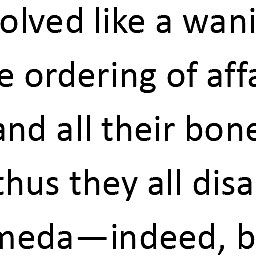 olved like a wani
e ordering of affa
and all their bone
thus they all disa
meda—indeed, b